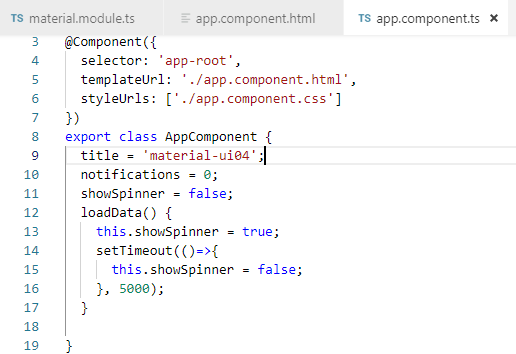 TS material.module.ts app.component.html TS app.component.ts ×
3 @Component({
4 selector: 'app-root',
5 templateUrl: './app.component.html',
6 styleUrls: ['./app.component.css']
7 })
8 export class AppComponent {
9 title = 'material-ui04';
10 notifications = 0;
11 showSpinner = false;
12 loadData() {
13 this.showSpinner = true;
14 setTimeout(()=>{
15 this.showSpinner = false;
16 }, 5000);
17 }
18
19 }